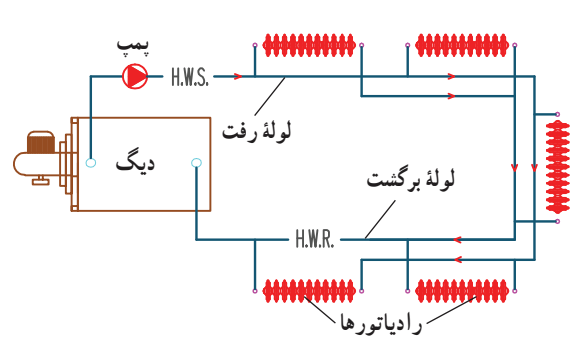 پمپ
H.W.S.
لولهٔ رفت
دیگ
لولهٔ برگشت
H.W.R.
رادیاتورها